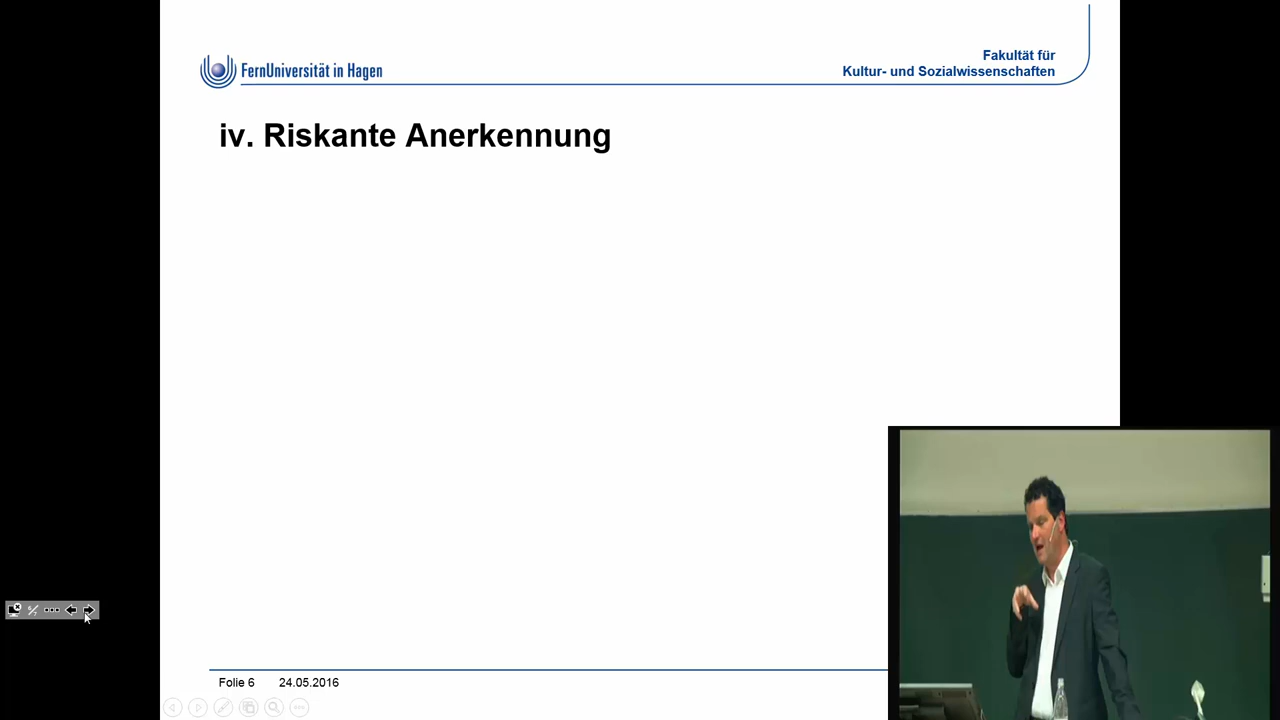 FernUniversität in Hagen
Fakultät für
Kultur- und Sozialwissenschaften
iv. Riskante Anerkennung
Folie 6 24.05.2016